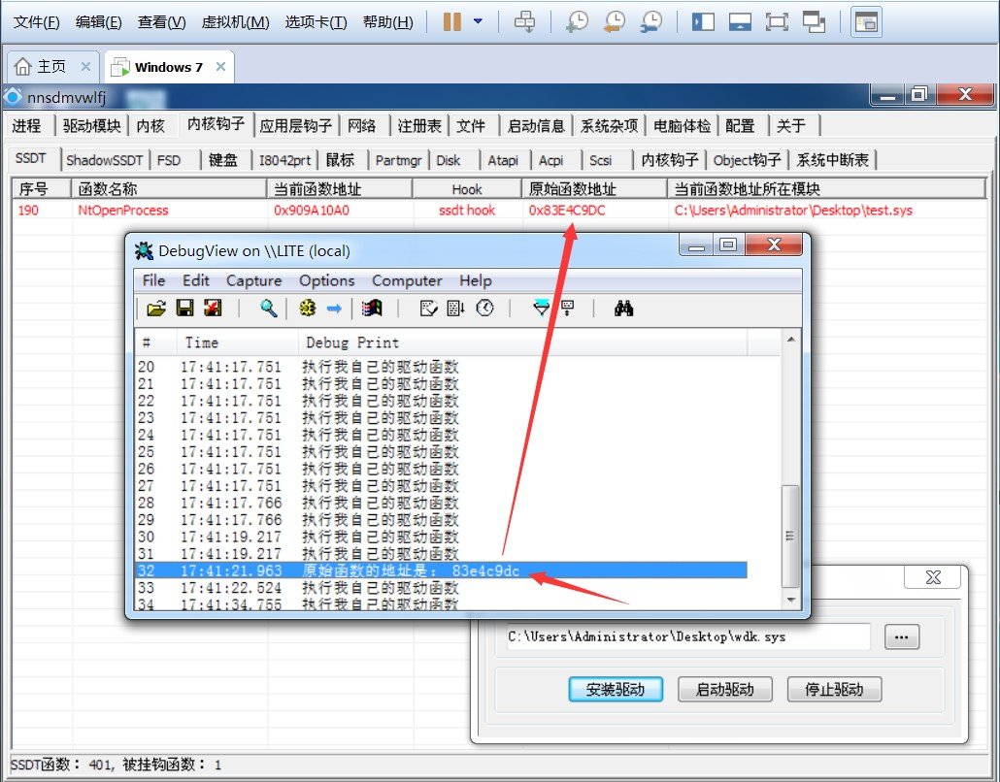 文件(F) 编辑(E) 查看(V) 虚拟机(M) 选项卡(T) 帮助(H)
主页 Windows 7
nnsdmvwlfj
进程 驱动模块 内核 内核钩子 应用层钩子 网络 注册表 文件 启动信息 系统杂项 电脑体检 配置 关于
SSDT ShadowSSDT FSD 键盘 I8042prt 鼠标 Partmgr Disk Atapi Acpi Scsi 内核钩子 Object钩子 系统中断表
序号 函数名称 当前函数地址 Hook 原始函数地址 当前函数地址所在模块
190 NtOpenProcess 0x909A10A0 ssdt hook 0x83E4C9DC C:\Users\Administrator\Desktop\test.sys
DebugView on \\LITE (local)
File Edit Capture Options Computer Help
# Time Debug Print
20 17:41:17.751 执行我自己的驱动函数
21 17:41:17.751 执行我自己的驱动函数
22 17:41:17.751 执行我自己的驱动函数
23 17:41:17.751 执行我自己的驱动函数
24 17:41:17.751 执行我自己的驱动函数
25 17:41:17.751 执行我自己的驱动函数
26 17:41:17.751 执行我自己的驱动函数
27 17:41:17.751 执行我自己的驱动函数
28 17:41:17.766 执行我自己的驱动函数
29 17:41:17.766 执行我自己的驱动函数
30 17:41:19.217 执行我自己的驱动函数
31 17:41:19.217 执行我自己的驱动函数
32 17:41:21.963 原始函数的地址是： 83e4c9dc
33 17:41:22.524 执行我自己的驱动函数
34 17:41:34.755 执行我自己的驱动函数
C:\Users\Administrator\Desktop\wdk.sys ...
安装驱动 启动驱动 停止驱动
SSDT函数： 401, 被挂钩函数： 1